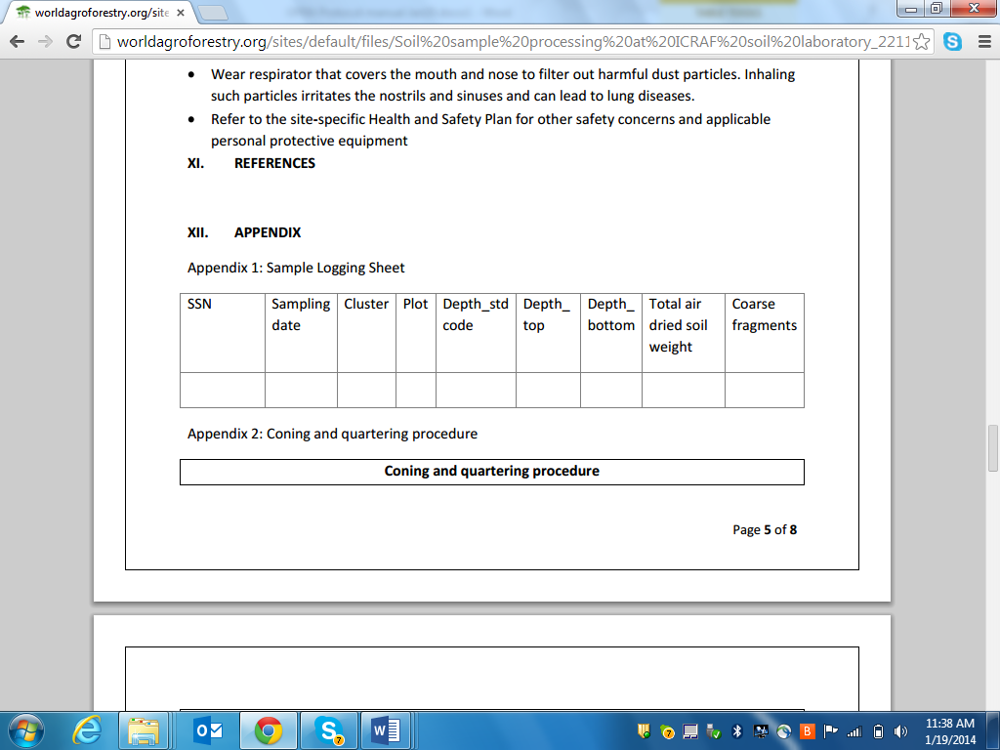 worldagroforestry.org/site
worldagroforestry.org/sites/default/files/Soil%20sample%20processing%20at%20ICRAF%20soil%20laboratory_2211
• Wear respirator that covers the mouth and nose to filter out harmful dust particles. Inhaling
such particles irritates the nostrils and sinuses and can lead to lung diseases.
• Refer to the site-specific Health and Safety Plan for other safety concerns and applicable
personal protective equipment
XI. REFERENCES
XII. APPENDIX
Appendix 1: Sample Logging Sheet
SSN Sampling Cluster Plot Depth_std Depth_ Depth_ Total air Coarse
date code top bottom dried soil fragments
weight
Appendix 2: Coning and quartering procedure
Coning and quartering procedure
Page 5 of 8
11:38 AM
1/19/2014